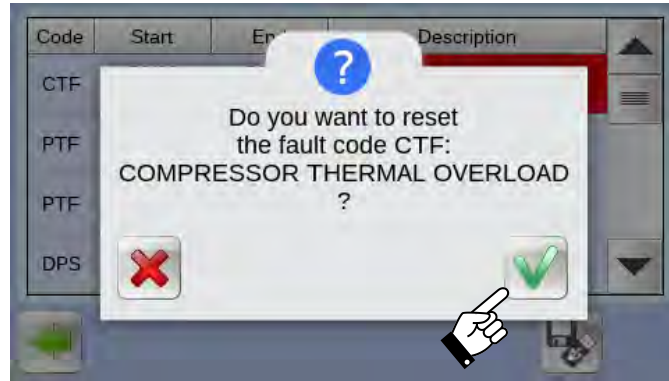 Code Start En Description
CTF
PTF
PTF
DPS
?
Do you want to reset
the fault code CTF:
COMPRESSOR THERMAL OVERLOAD
?